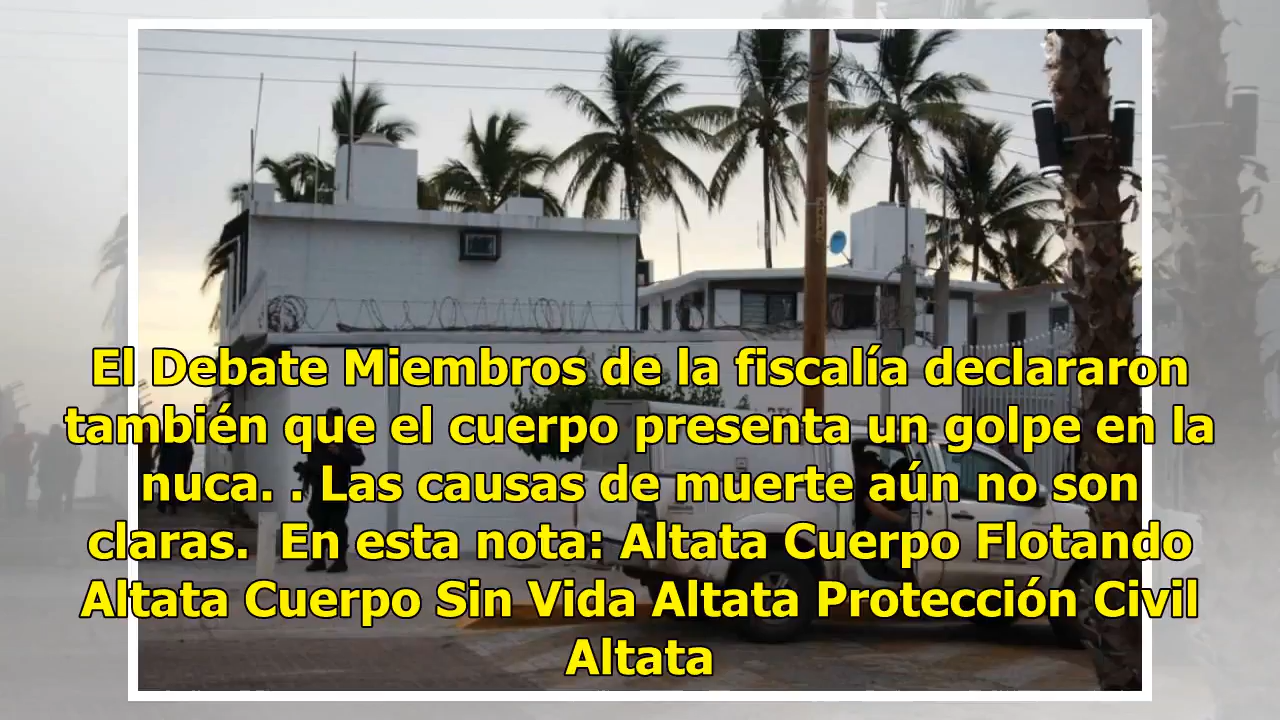 El Debate Miembros de la fiscalía declararon
también que el cuerpo presenta un golpe en la
nuca. . Las causas de muerte aún no son
claras.  En esta nota: Altata Cuerpo Flotando
Altata Cuerpo Sin Vida Altata Protección Civil
Altata